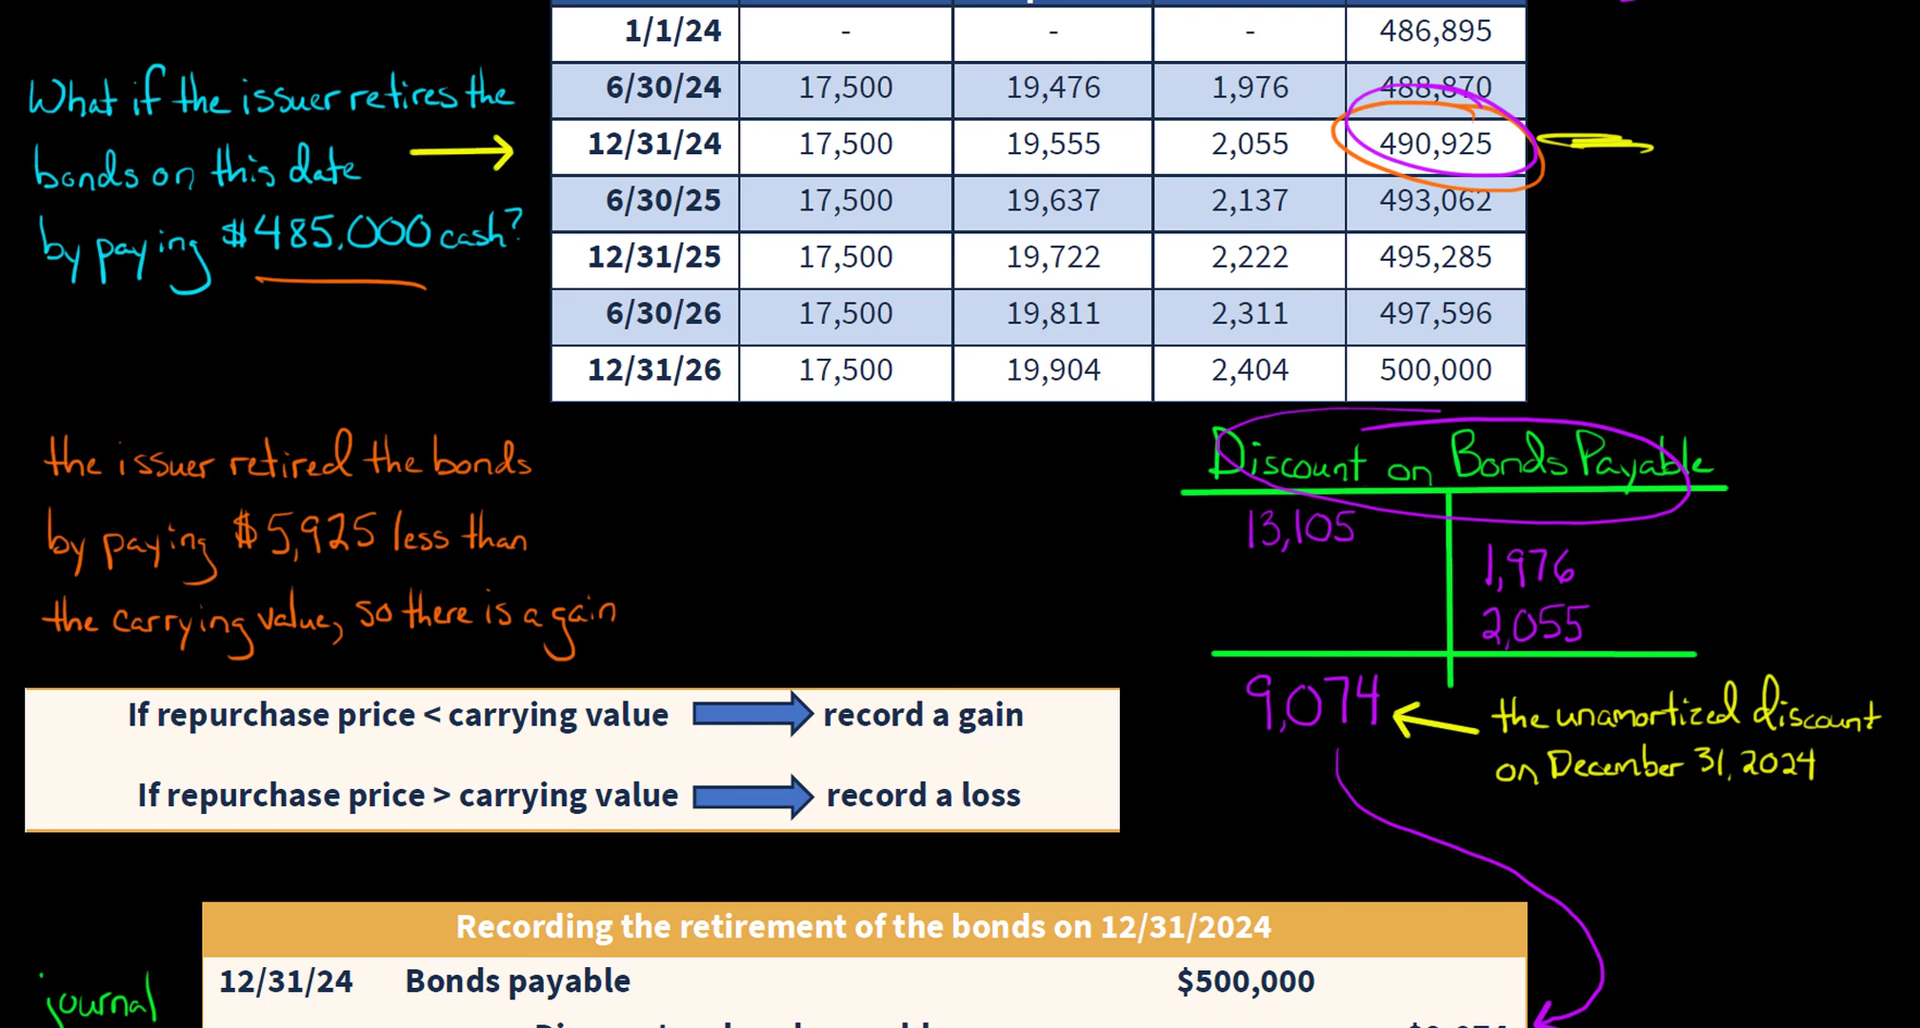 1/1/24 - - - 486,895
6/30/24 17,500 19,476 1,976 488,870
12/31/24 17,500 19,555 2,055 490,925
6/30/25 17,500 19,637 2,137 493,062
12/31/25 17,500 19,722 2,222 495,285
6/30/26 17,500 19,811 2,311 497,596
12/31/26 17,500 19,904 2,404 500,000
What if the issuer retires the
bonds on this date
by paying $485,000 cash?
the issuer retired the bonds
by paying $5,925 less than
the carrying value, so there is a gain
Discount on Bonds Payable
13,105
1,976
2,055
9,074
the unamortized discount
on December 31, 2024
If repurchase price < carrying value record a gain
If repurchase price > carrying value record a loss
Recording the retirement of the bonds on 12/31/2024
journal
12/31/24 Bonds payable $500,000